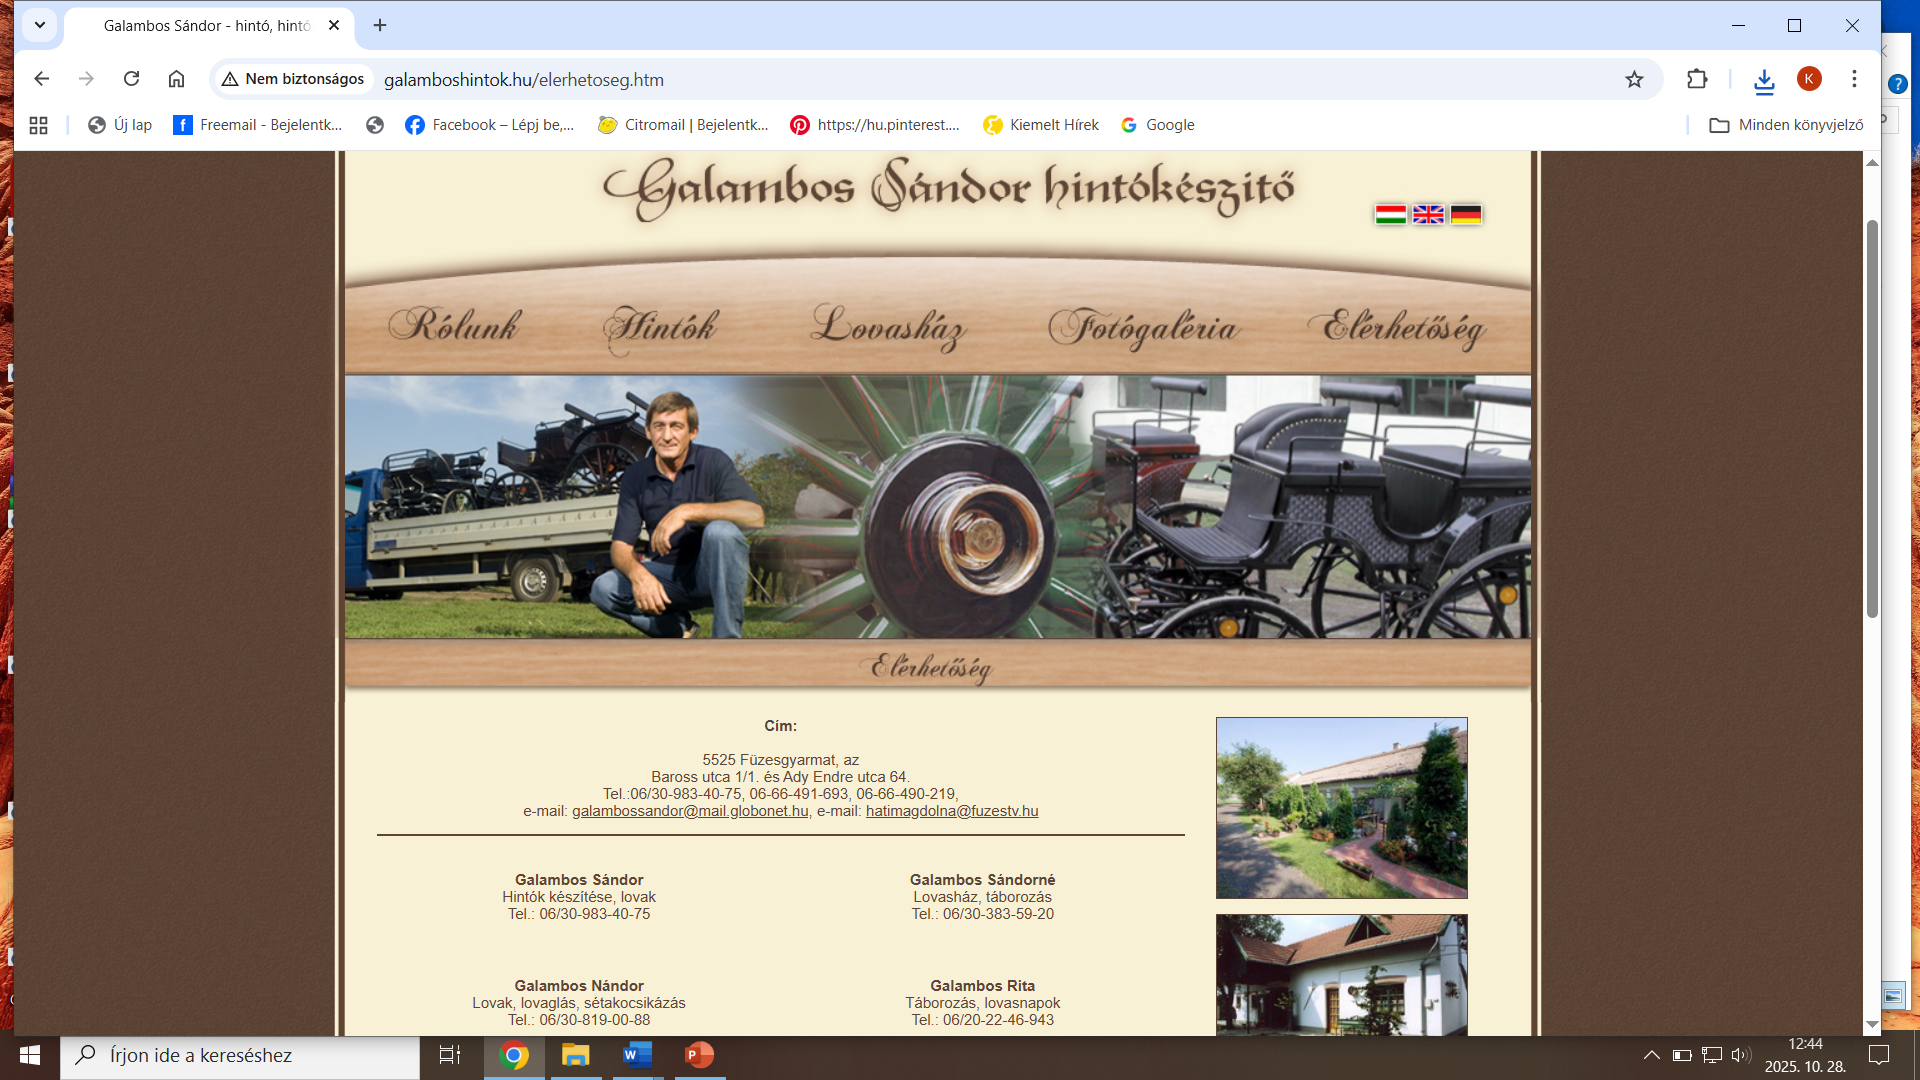 Galambos Sándor - hintó, hintó
Nem biztonságos
galamboshintok.hu/elerhetoseg.htm
K
Új lap
Freemail - Bejelentk...
Facebook – Lépj be,...
Citromail | Bejelentk...
https://hu.pinterest....
Kiemelt Hírek
Google
Minden könyvjelző
Galambos Sándor hintókészitő
Rólunk
Hintók
Lovasház
Fotógaléria
Elérhetőség
Elérhetőség
Cím:
5525 Füzesgyarmat, az
Baross utca 1/1. és Ady Endre utca 64.
Tel.:06/30-983-40-75, 06-66-491-693, 06-66-490-219,
e-mail: galambossandor@mail.globonet.hu, e-mail: hatimagdolna@fuzestv.hu
Galambos Sándor
Hintók készítése, lovak
Tel.: 06/30-983-40-75
Galambos Sándorné
Lovasház, táborozás
Tel.: 06/30-383-59-20
Galambos Nándor
Lovak, lovaglás, sétakocsikázás
Tel.: 06/30-819-00-88
Galambos Rita
Táborozás, lovasnapok
Tel.: 06/20-22-46-943
Írjon ide a kereséshez
12:44
2025. 10. 28.